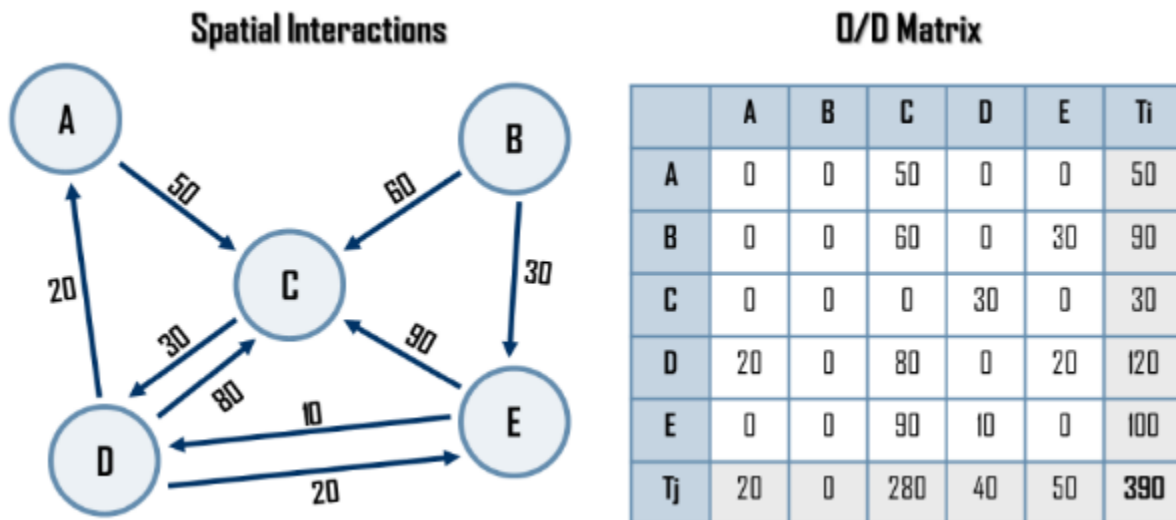 Spatial Interactions
A
B
50
60
C
20
30
30
80
90
D
10
E
20
O/D Matrix
A B C D E Ti
A 0 0 50 0 0 50
B 0 0 60 0 30 90
C 0 0 0 30 0 30
D 20 0 80 0 20 120
E 0 0 90 10 0 100
Tj 20 0 280 40 50 390